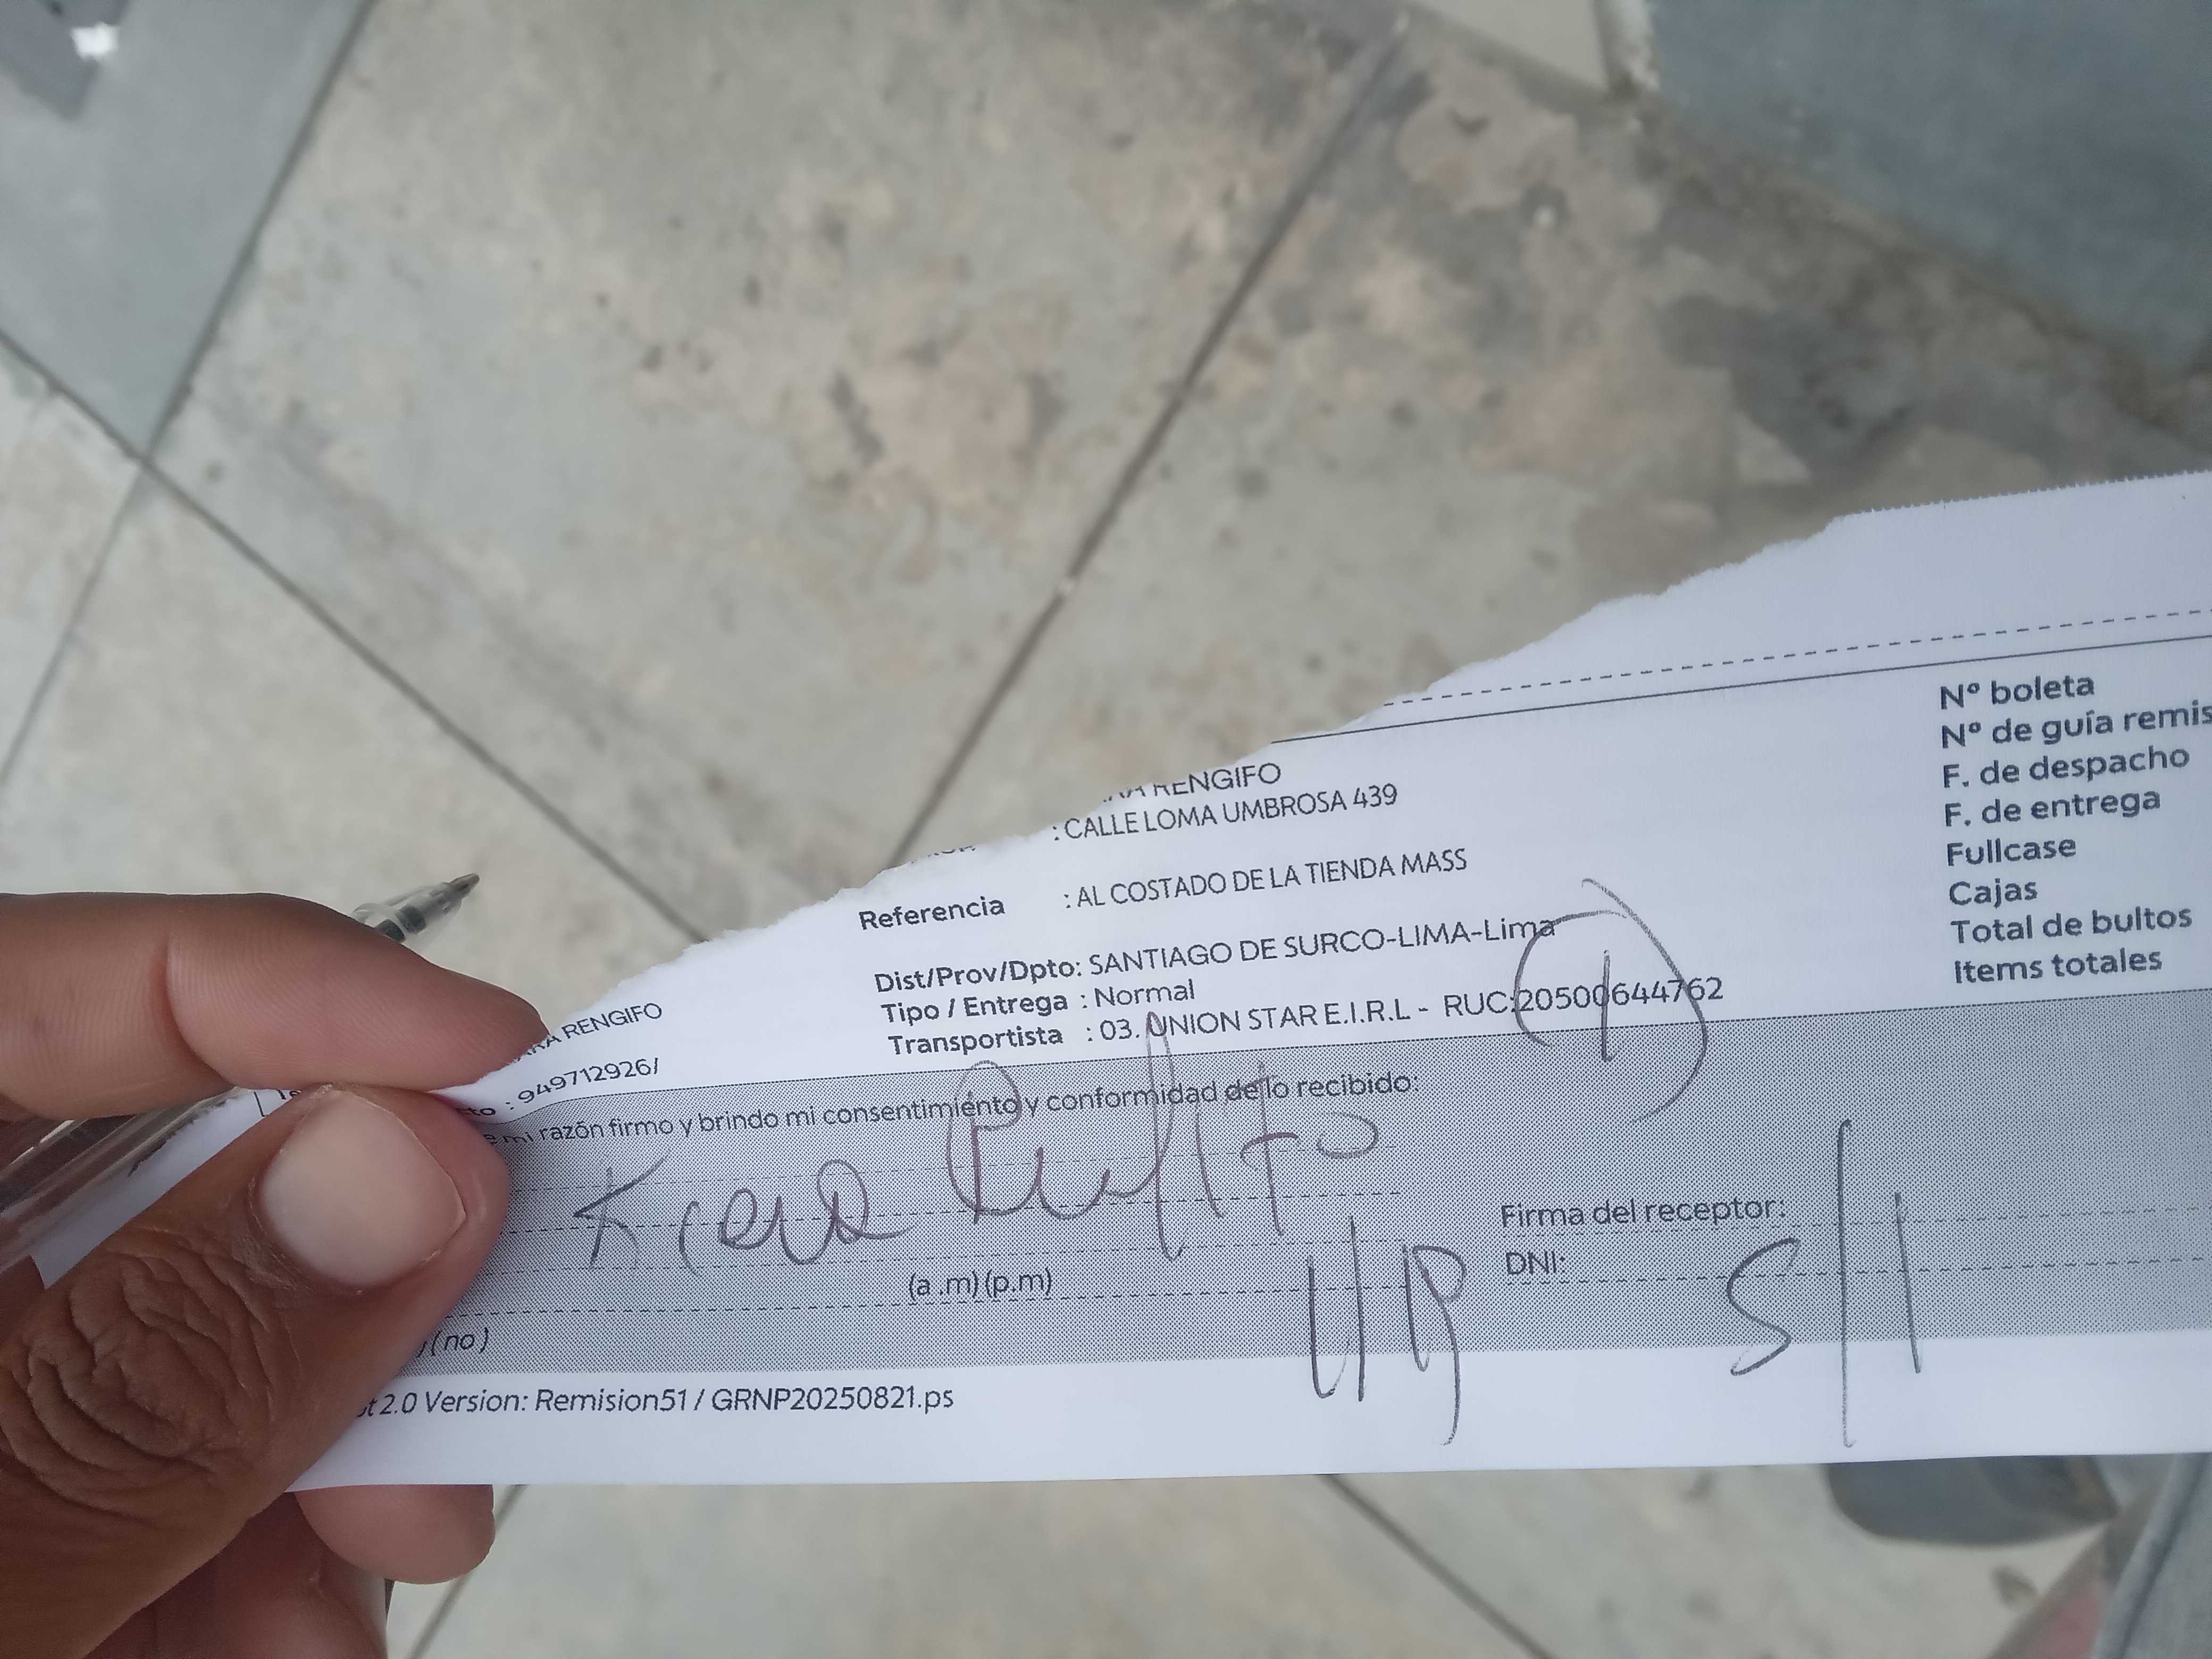 RENGIFO
: CALLE LOMA UMBROSA 439
Referencia : AL COSTADO DE LA TIENDA MASS
Dist/Prov/Dpto: SANTIAGO DE SURCO-LIMA-Lima
Tipo / Entrega : Normal
Transportista : 03. UNION STAR E.I.R.L - RUC:20500644762
RENGIFO
: 949712926/
Nº boleta
Nº de guía remis
F. de despacho
F. de entrega
Fullcase
Cajas
Total de bultos
Items totales
mi razón firmo y brindo mi consentimiento y conformidad de lo recibido:
(1)
Firma del receptor:
DNI: S/1
(a .m) (p.m)
(no)
2.0 Version: Remision51 / GRNP20250821.ps